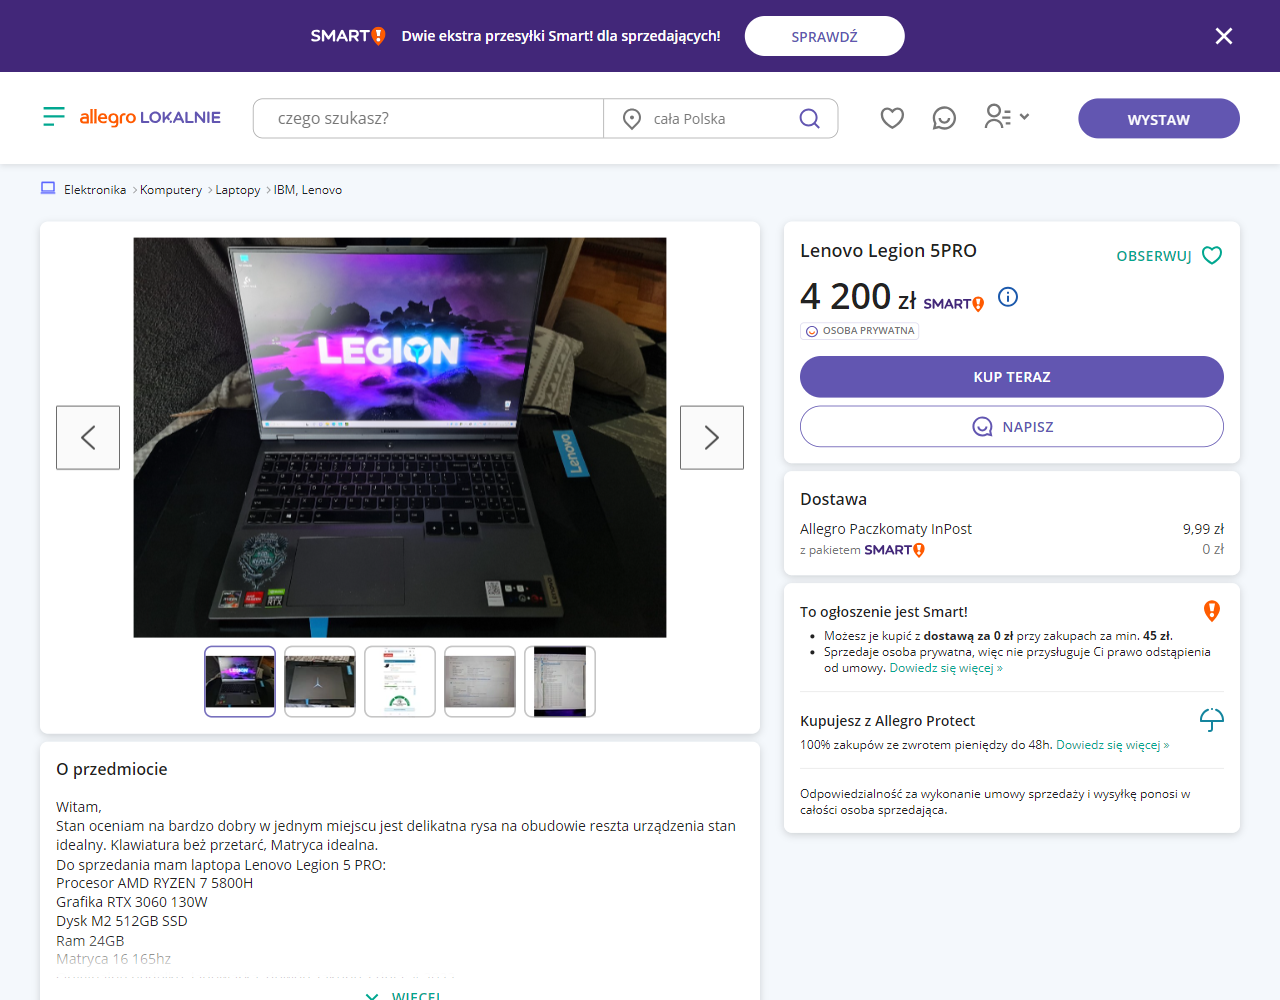 SMART! Dwie ekstra przesyłki Smart! dla sprzedających! SPRAWDŹ
allegro LOKALNIE czego szukasz? cała Polska WYSTAW
Elektronika > Komputery > Laptopy > IBM, Lenovo
LEGION
Lenovo
LEGION
Lenovo Legion 5PRO
OBSERWUJ
4 200 zł SMART!
OSOBA PRYWATNA
KUP TERAZ
NAPISZ
Dostawa
Allegro Paczkomaty InPost 9,99 zł
z pakietem SMART! 0 zł
To ogłoszenie jest Smart!
• Możesz je kupić z dostawą za 0 zł przy zakupach za min. 45 zł.
• Sprzedaje osoba prywatna, więc nie przysługuje Ci prawo odstąpienia
od umowy. Dowiedz się więcej »
Kupujesz z Allegro Protect
100% zakupów ze zwrotem pieniędzy do 48h. Dowiedz się więcej »
Odpowiedzialność za wykonanie umowy sprzedaży i wysyłkę ponosi w
całości osoba sprzedająca.
O przedmiocie
Witam,
Stan oceniam na bardzo dobry w jednym miejscu jest delikatna rysa na obudowie reszta urządzenia stan
idealny. Klawiatura beż przetarć, Matryca idealna.
Do sprzedania mam laptopa Lenovo Legion 5 PRO:
Procesor AMD RYZEN 7 5800H
Grafika RTX 3060 130W
Dysk M2 512GB SSD
Ram 24GB
Matryca 16 165hz
WIĘCEJ